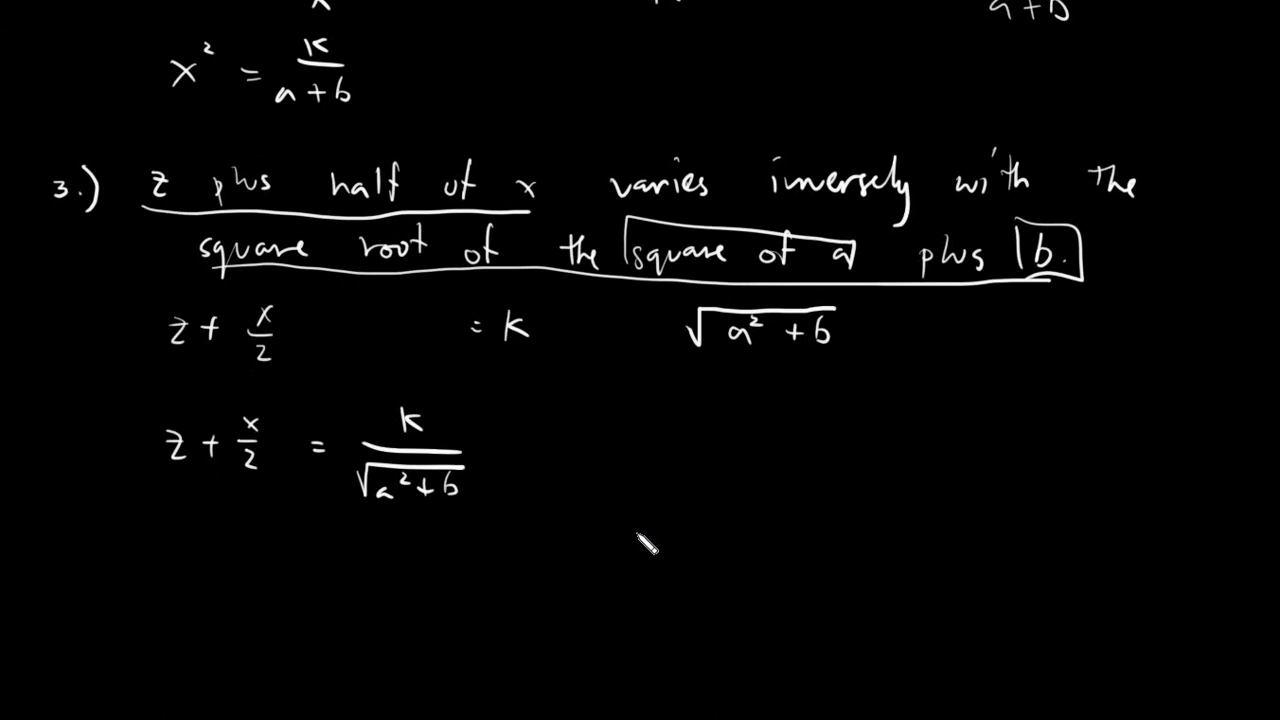 x a+b
x² = k/(a+b)
3.) z plus half of x varies inversely with the
square root of the square of a plus b.
z + x/2 = k √(a² + b)
z + x/2 = k/√(a² + b)